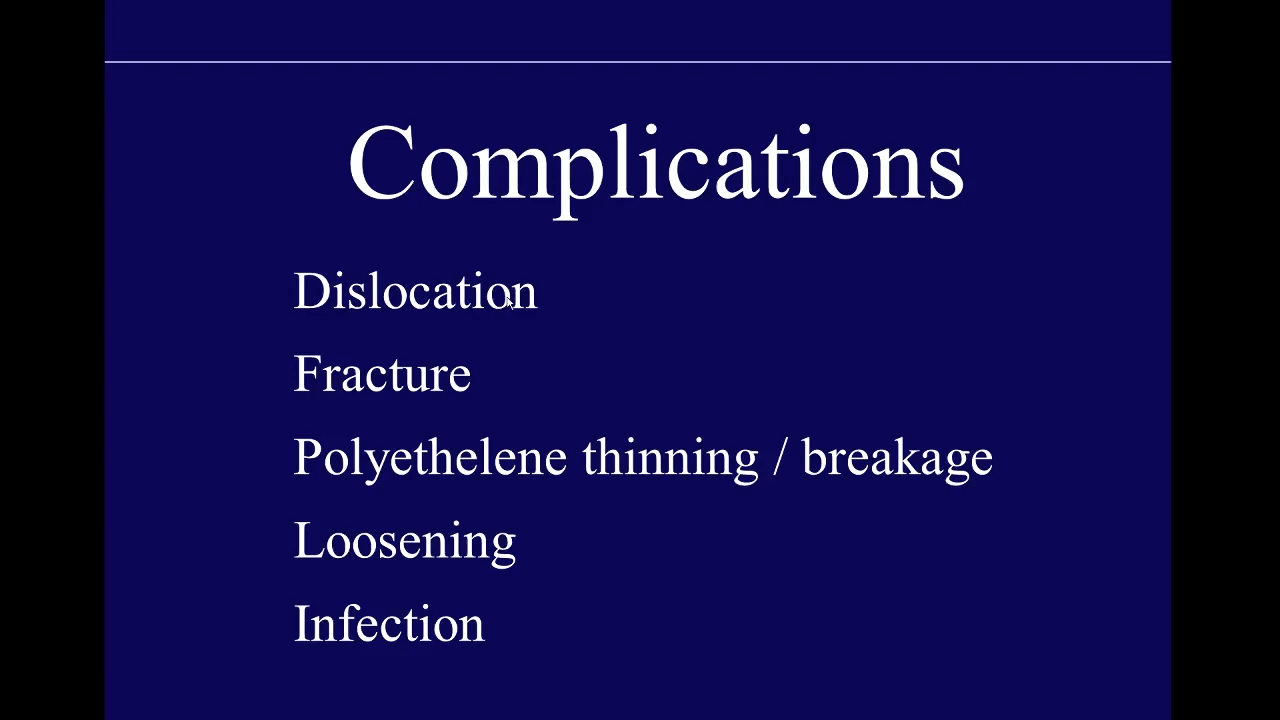 Complications
Dislocation
Fracture
Polyethelene thinning / breakage
Loosening
Infection